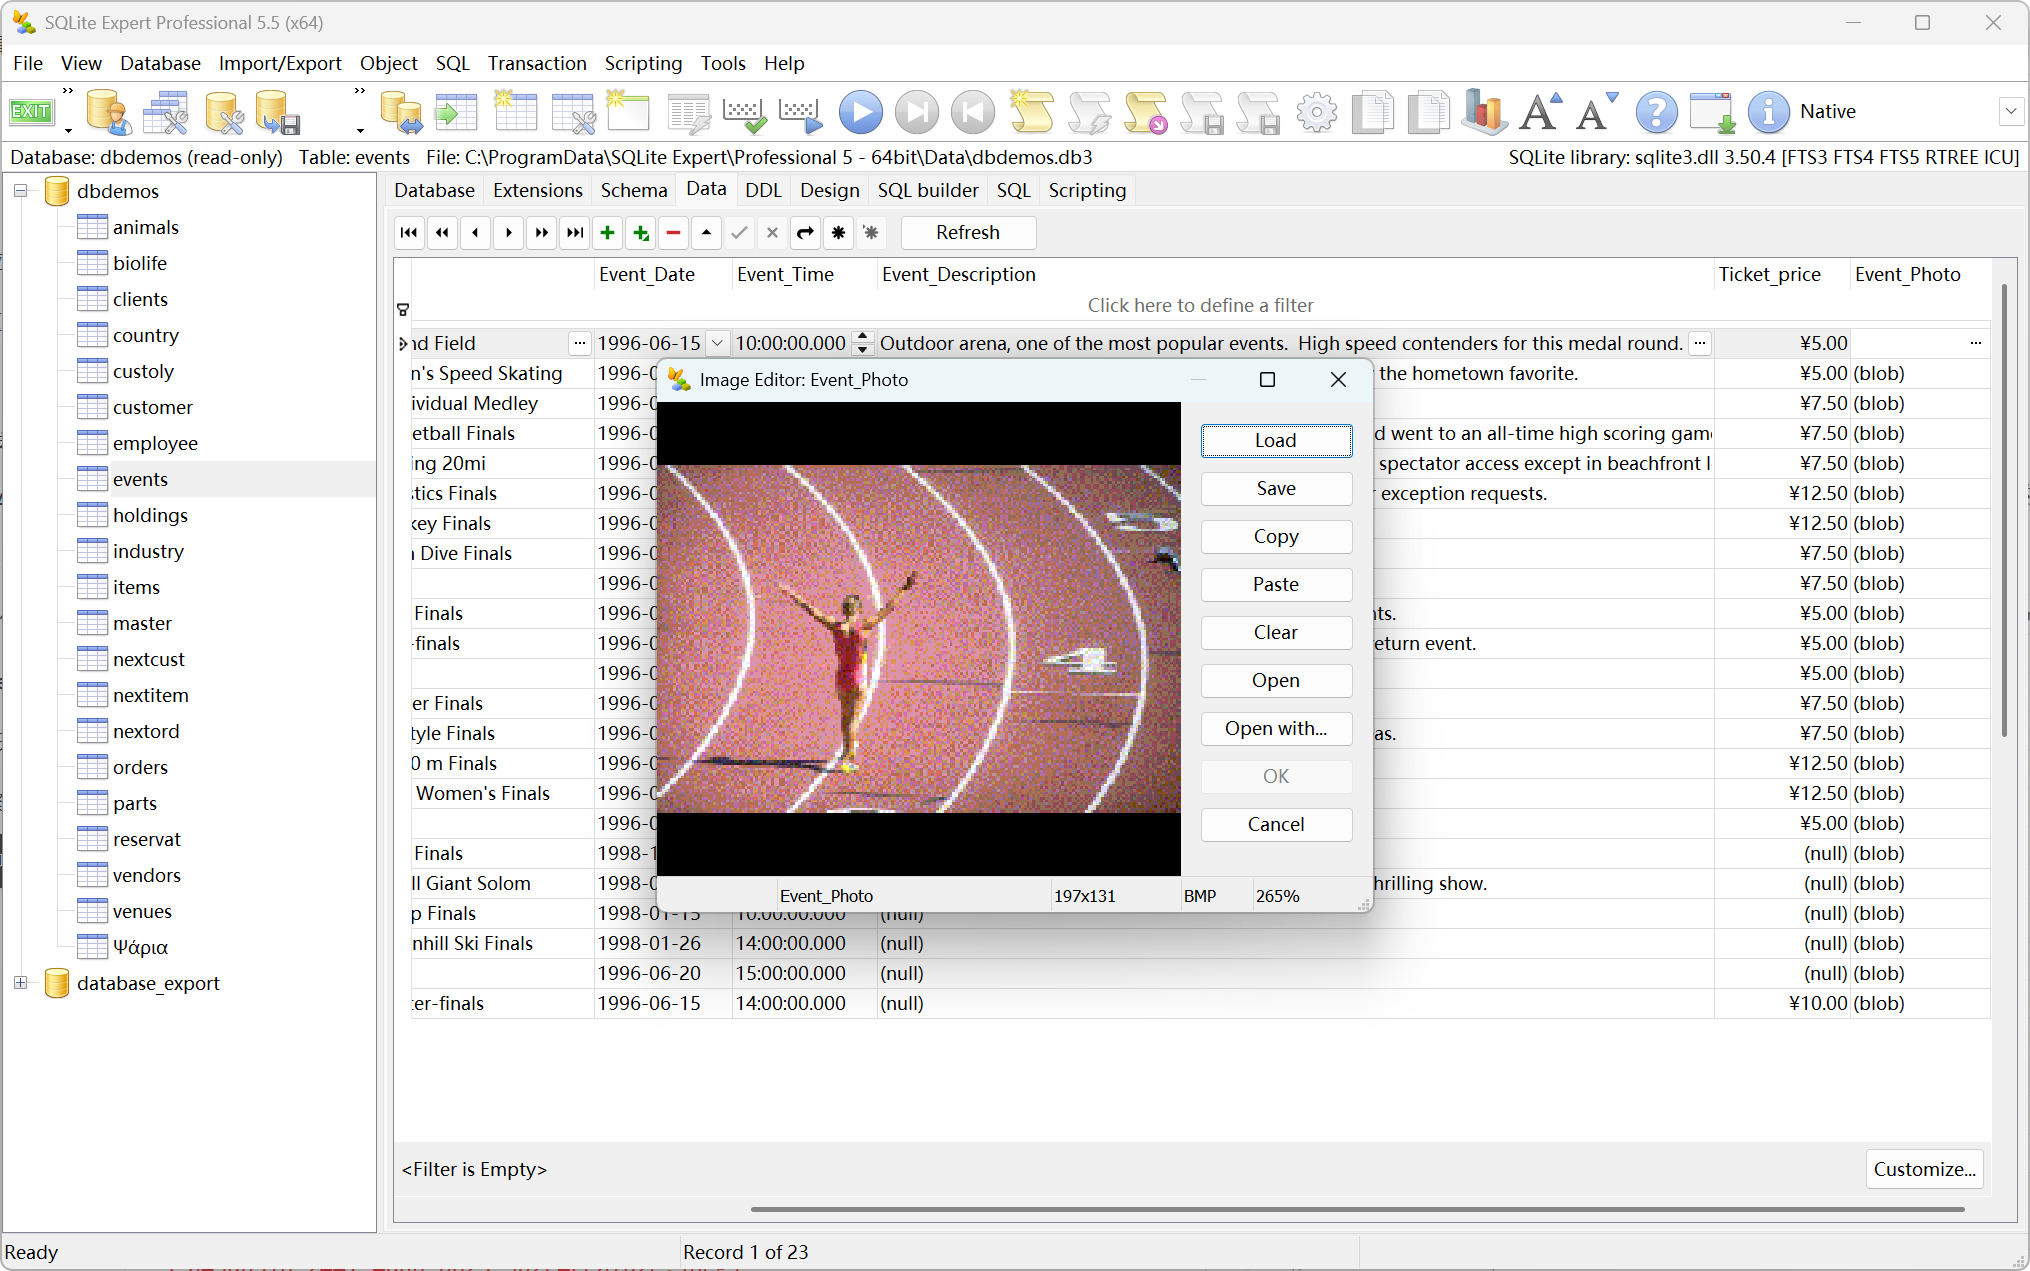 SQLite Expert Professional 5.5 (x64)
File View Database Import/Export Object SQL Transaction Scripting Tools Help
EXIT
Native
Database: dbdemos (read-only) Table: events File: C:\ProgramData\SQLite Expert\Professional 5 - 64bit\Data\dbdemos.db3
SQLite library: sqlite3.dll 3.50.4 [FTS3 FTS4 FTS5 RTREE ICU]
dbdemos
animals
biolife
clients
country
custoly
customer
employee
events
holdings
industry
items
master
nextcust
nextitem
nextord
orders
parts
reservat
vendors
venues
Ψάρια
database_export
Database Extensions Schema Data DDL Design SQL builder SQL Scripting
Refresh
Event_Date Event_Time Event_Description Ticket_price Event_Photo
Click here to define a filter
nd Field ... 1996-06-15 10:00:00.000 Outdoor arena, one of the most popular events.  High speed contenders for this medal round. ... ¥5.00 ...
n's Speed Skating 1996-0 the hometown favorite. ¥5.00 (blob)
ividual Medley 1996-0 ¥7.50 (blob)
etball Finals 1996-0 d went to an all-time high scoring gam ¥7.50 (blob)
ing 20mi 1996-0 spectator access except in beachfront l ¥7.50 (blob)
stics Finals 1996-0 r exception requests. ¥12.50 (blob)
key Finals 1996-0 ¥12.50 (blob)
n Dive Finals 1996-0 ¥7.50 (blob)
1996-0 ¥7.50 (blob)
Finals 1996-0 nts. ¥5.00 (blob)
-finals 1996-0 eturn event. ¥5.00 (blob)
1996-0 ¥5.00 (blob)
er Finals 1996-0 ¥7.50 (blob)
tyle Finals 1996-0 as. ¥7.50 (blob)
0 m Finals 1996-0 ¥12.50 (blob)
Women's Finals 1996-0 ¥12.50 (blob)
1996-0 ¥5.00 (blob)
Finals 1998-1 (null) (blob)
ll Giant Solom 1998-0 hrilling show. (null) (blob)
p Finals 1998-01-15 10:00:00.000 (null) (null) (blob)
nhill Ski Finals 1998-01-26 14:00:00.000 (null) (null) (blob)
1996-06-20 15:00:00.000 (null) (null) (blob)
ter-finals 1996-06-15 14:00:00.000 (null) ¥10.00 (blob)
Image Editor: Event_Photo
Load
Save
Copy
Paste
Clear
Open
Open with...
OK
Cancel
Event_Photo 197x131 BMP 265%
<Filter is Empty>
Customize...
Ready
Record 1 of 23